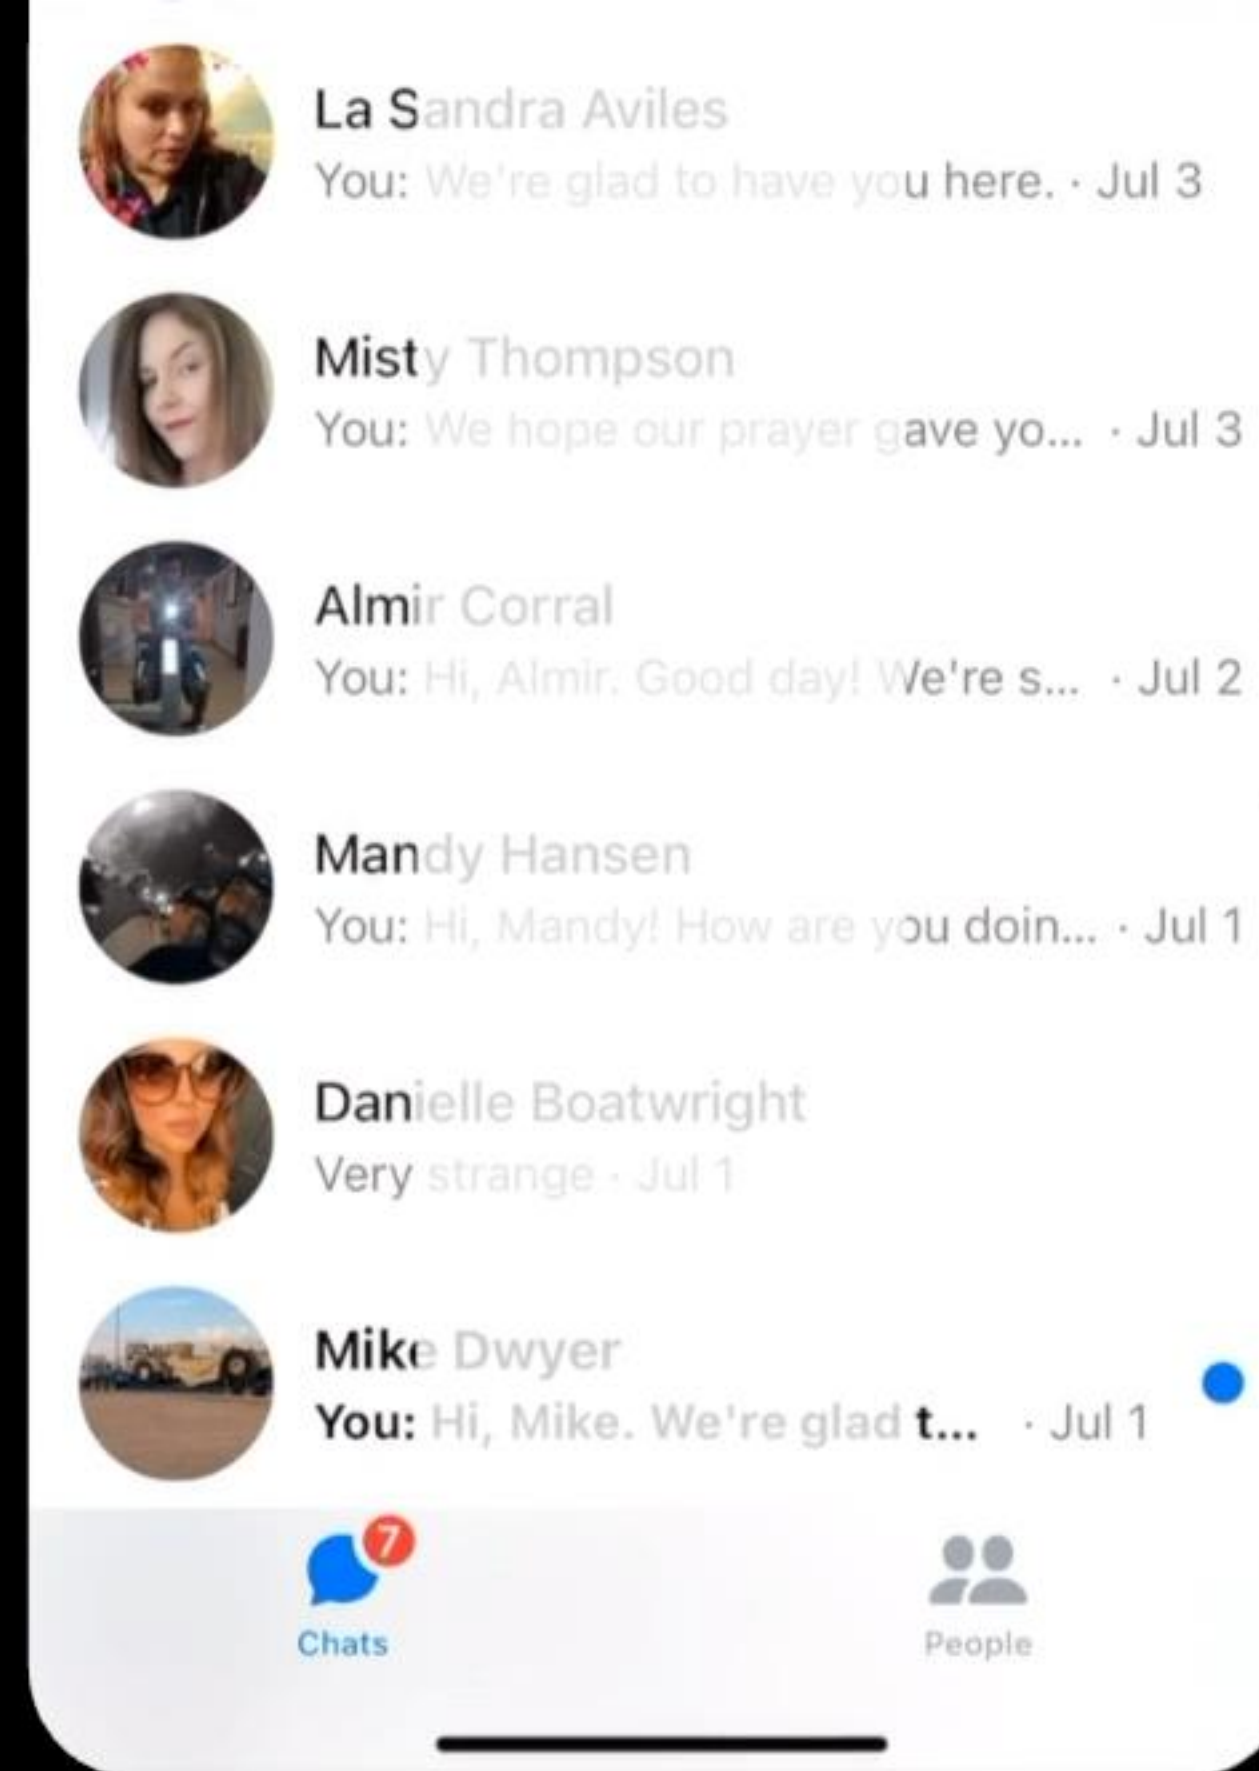 La Sandra Aviles
You: We're glad to have you here. · Jul 3
Misty Thompson
You: We hope our prayer gave yo... · Jul 3
Almir Corral
You: Hi, Almir. Good day! We're s... · Jul 2
Mandy Hansen
You: Hi, Mandy! How are you doin... · Jul 1
Danielle Boatwright
Very strange · Jul 1
Mike Dwyer
You: Hi, Mike. We're glad t... · Jul 1
7
Chats
People